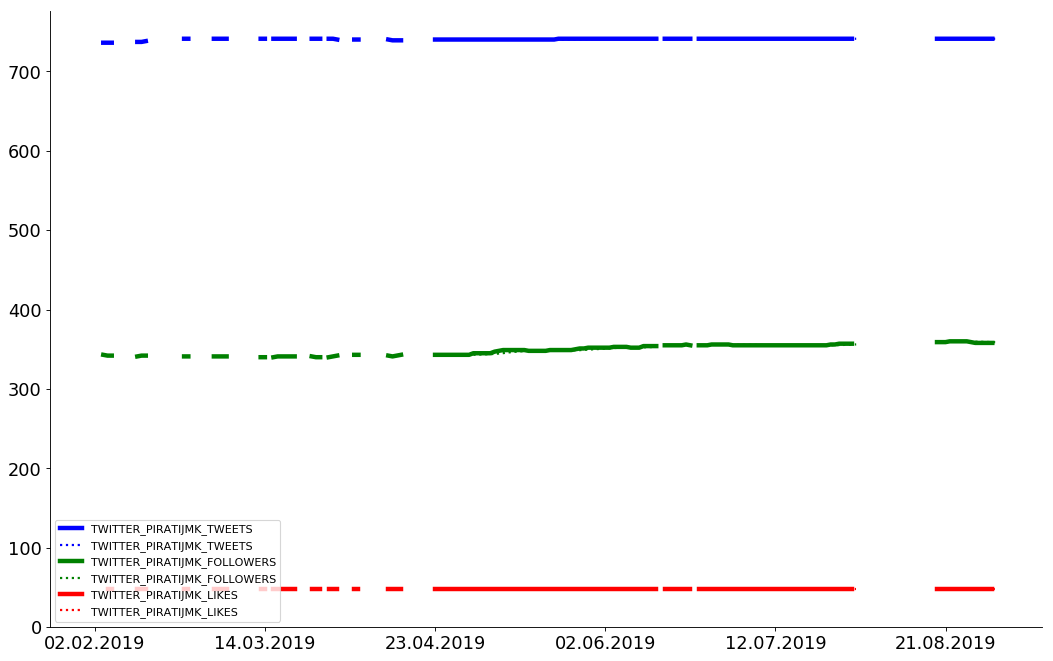 700
600
500
400
300
200
100
0
TWITTER_PIRATIJMK_TWEETS
TWITTER_PIRATIJMK_TWEETS
TWITTER_PIRATIJMK_FOLLOWERS
TWITTER_PIRATIJMK_FOLLOWERS
TWITTER_PIRATIJMK_LIKES
TWITTER_PIRATIJMK_LIKES
02.02.2019 14.03.2019 23.04.2019 02.06.2019 12.07.2019 21.08.2019